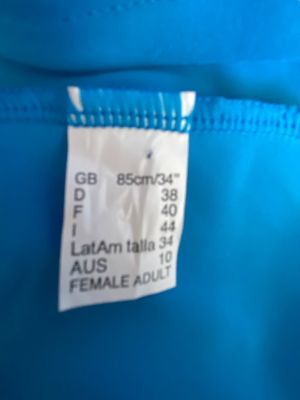 GB 85cm/34"
D 38
F 40
I 44
LatAm talla 34
AUS 10
FEMALE ADULT